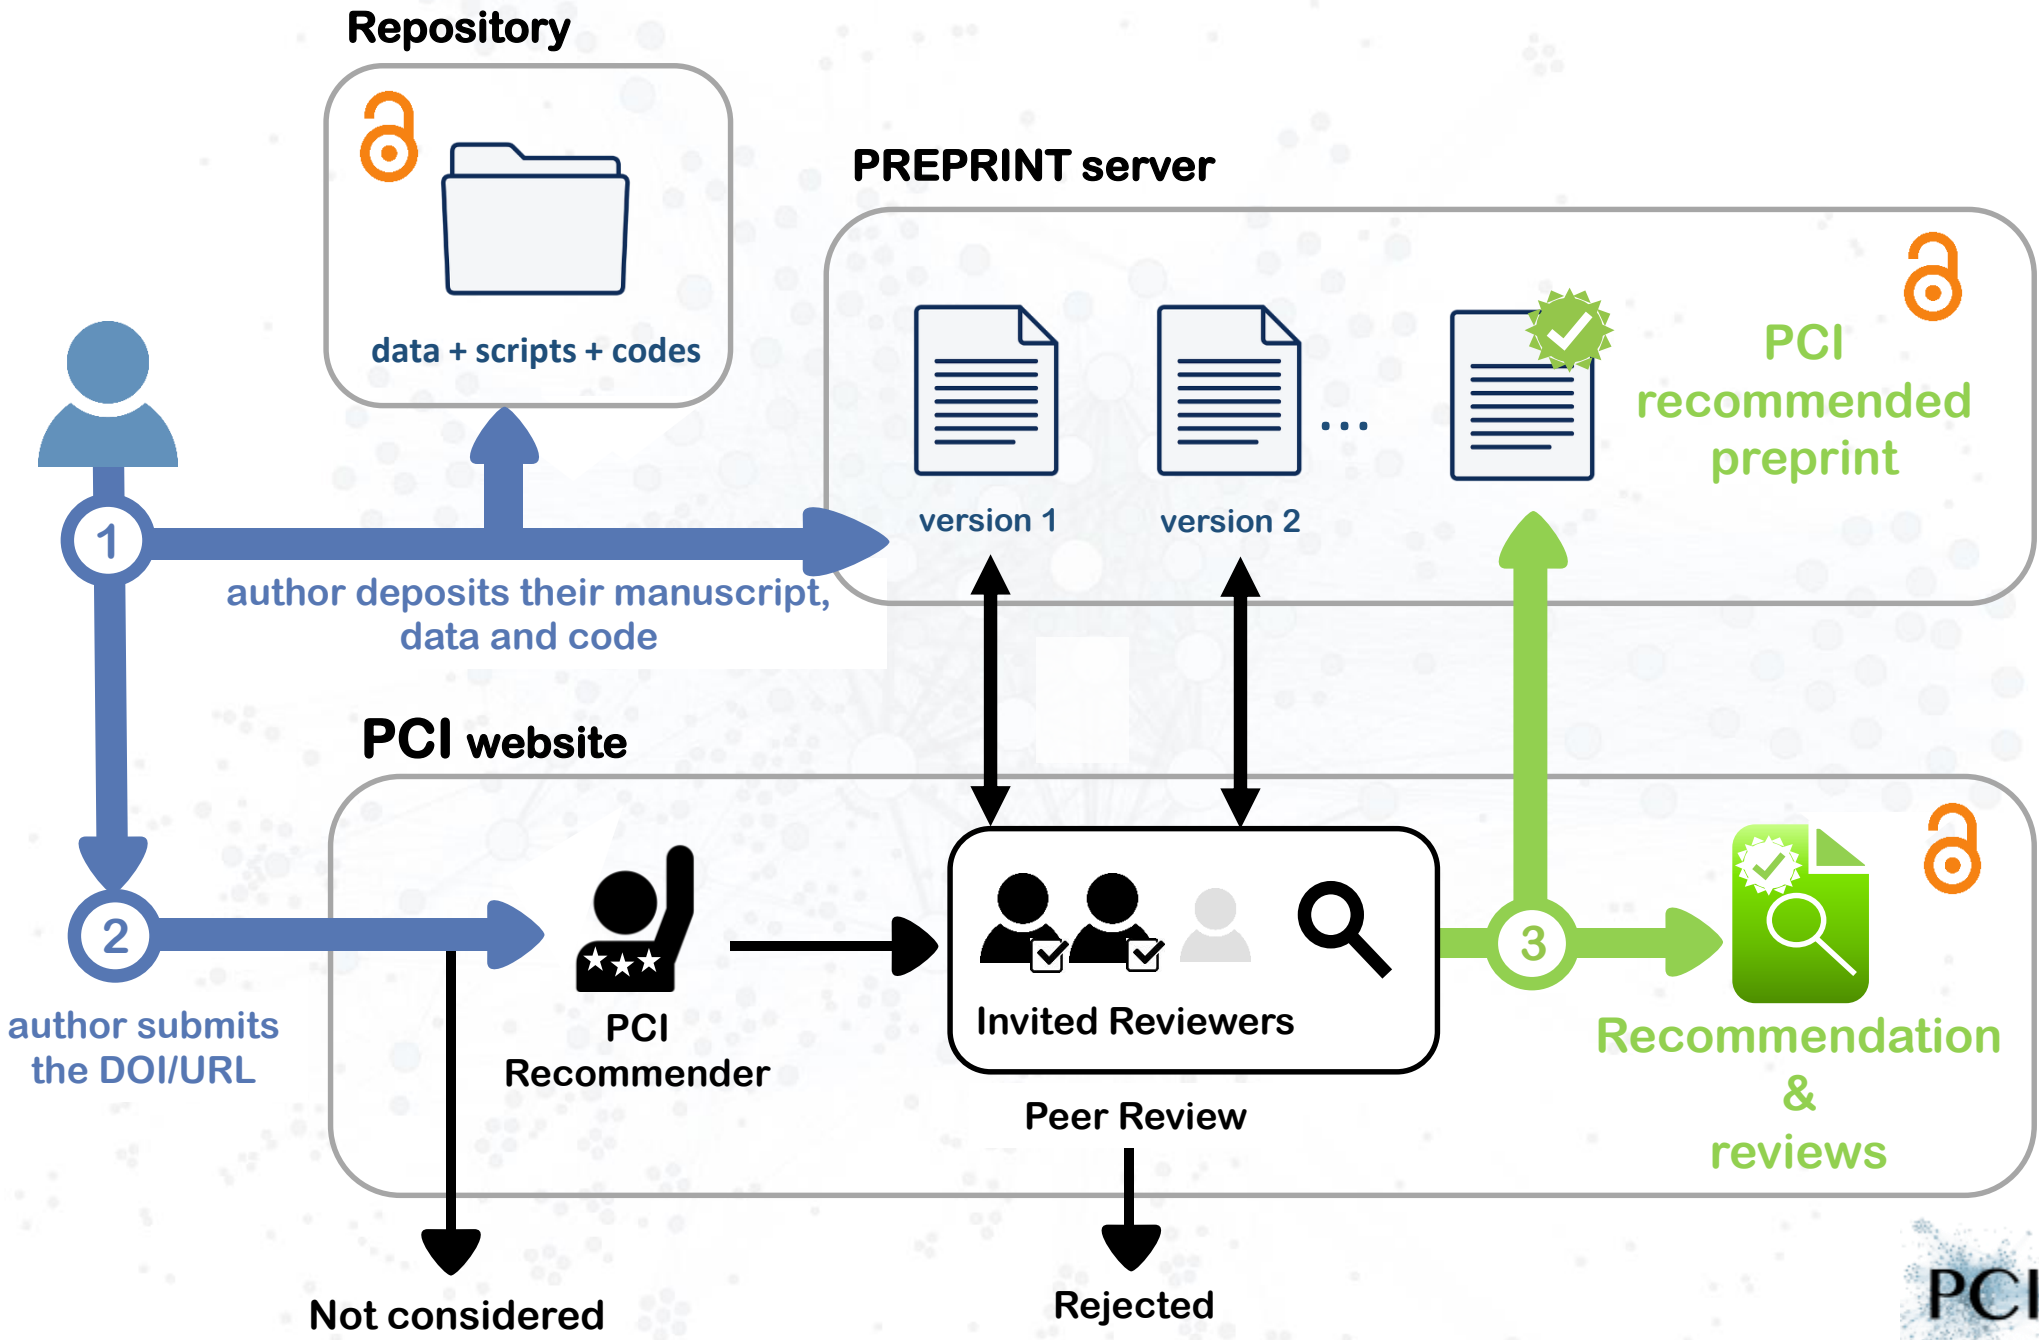 Repository
data + scripts + codes
PREPRINT server
version 1
version 2
...
PCI
recommended
preprint
1
author deposits their manuscript,
data and code
PCI website
2
author submits
the DOI/URL
PCI
Recommender
Invited Reviewers
Peer Review
3
Recommendation
&
reviews
Not considered
Rejected
PCI